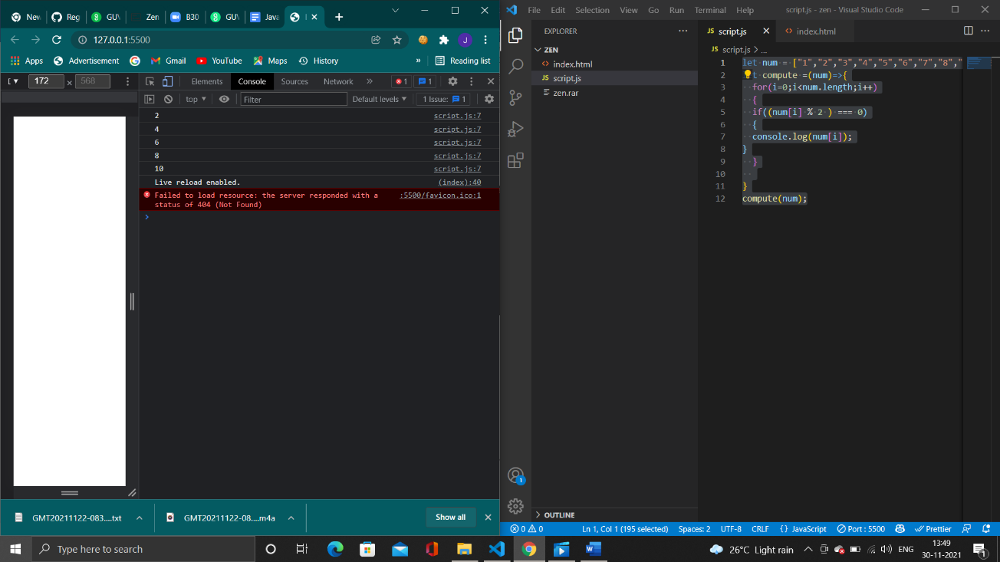 New
Reg
GUV
Zen
B30
GUV
Java
127.0.0.1:5500
J
Apps
Advertisement
Gmail
YouTube
Maps
History
»
Reading list
172 × 568
Elements
Console
Sources
Network
»
1
1
top
Filter
Default levels
1 Issue: 1
2 script.js:7
4 script.js:7
6 script.js:7
8 script.js:7
10 script.js:7
Live reload enabled. (index):40
Failed to load resource: the server responded with a :5500/favicon.ico:1
status of 404 (Not Found)
GMT20211122-083....txt
GMT20211122-08....m4a
Show all
File Edit Selection View Go Run Terminal Help
script.js - zen - Visual Studio Code
EXPLORER
ZEN
index.html
JS script.js
zen.rar
OUTLINE
JS script.js
index.html
JS script.js > ...
1 let num = ["1","2","3","4","5","6","7","8","
2 t compute =(num)=>{
3 for(i=0;i<num.length;i++)
4 {
5 if((num[i] % 2 ) === 0)
6 {
7 console.log(num[i]);
8 }
9 }
10
11 }
12 compute(num);
1
0 0
Ln 1, Col 1 (195 selected)
Spaces: 2
UTF-8
CRLF
{} JavaScript
Port : 5500
Prettier
Type here to search
26°C Light rain
ENG
13:49
30-11-2021
1